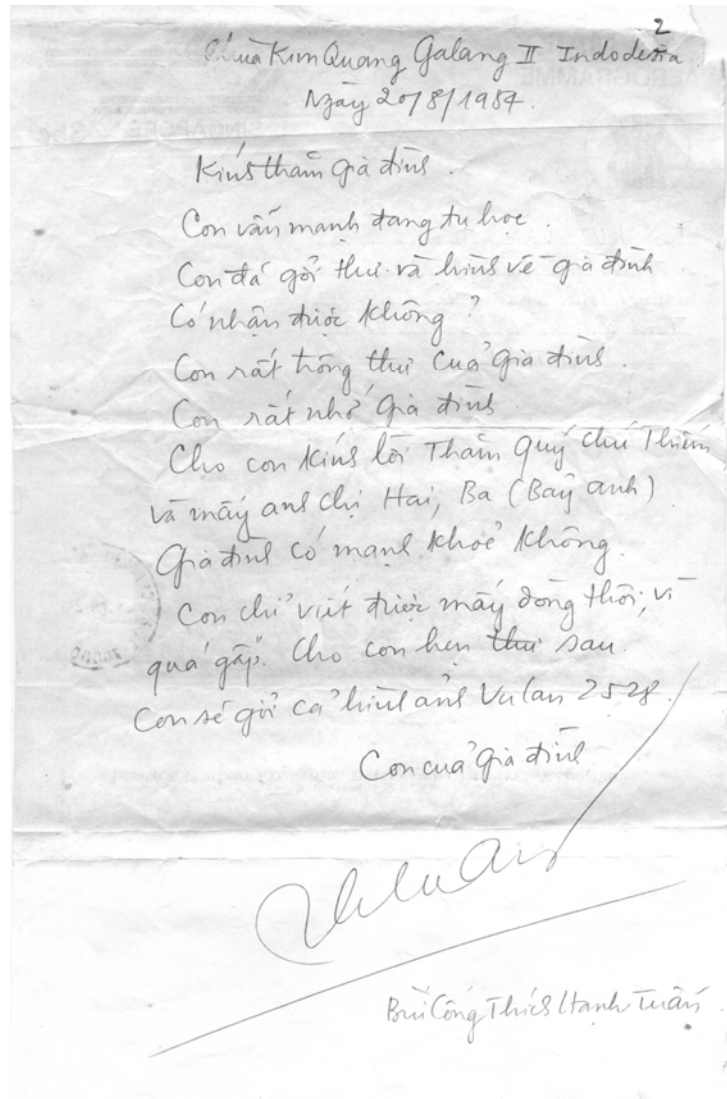 2
Chùa Kim Quang Galang II Indodesia
Ngày 20/8/1984.
Kính thăm gia đình.
Con vẫn mạnh đang tu học.
Con đã gởi thư và hình về gia đình
Có nhận được không?
Con rất trông thư của gia đình.
Con rất nhớ gia đình
Cho con kính lời Thăm quý chú Thiếm
và mấy anh chị Hai, Ba (Bảy anh)
Gia đình có mạnh khoẻ không.
Con chỉ viết được mấy dòng thôi, vì
quá gấp. Cho con hẹn thư sau.
Con sẽ gởi cả hình ảnh Vu lan 2528.
Con của gia đình
Bùi Công Thích Hạnh Tuấn